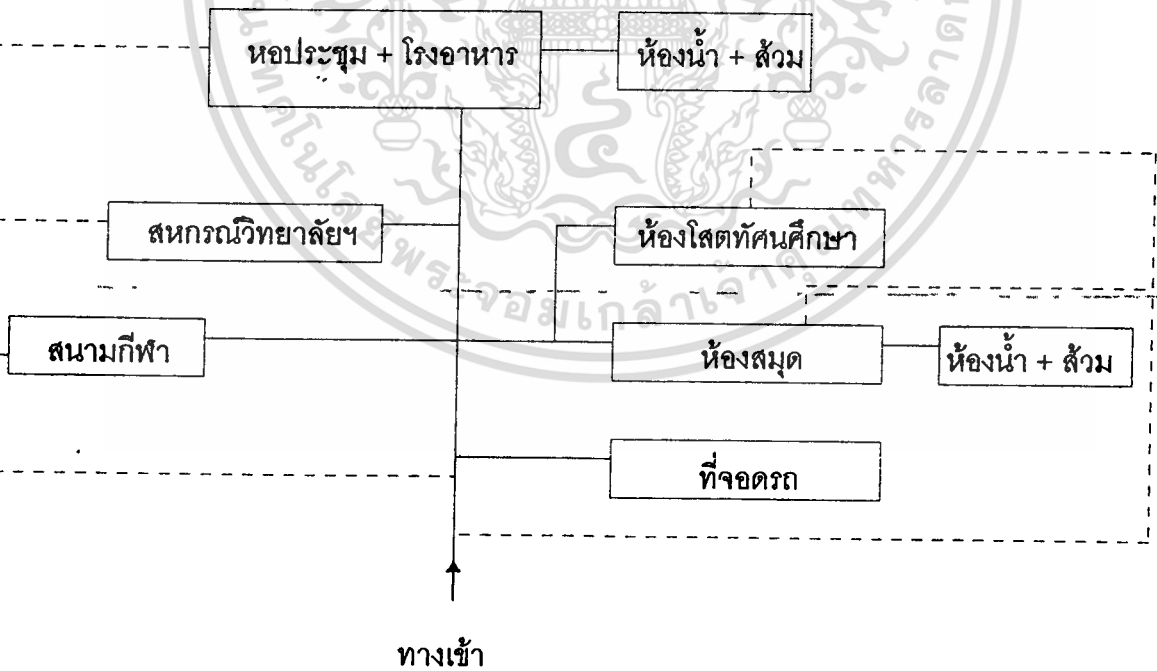 หอประชุม + โรงอาหาร
ห้องน้ำ + ส้วม
สหกรณ์วิทยาลัยฯ
ห้องโสตทัศนศึกษา
สนามกีฬา
ห้องสมุด
ห้องน้ำ + ส้วม
ที่จอดรถ
ทางเข้า